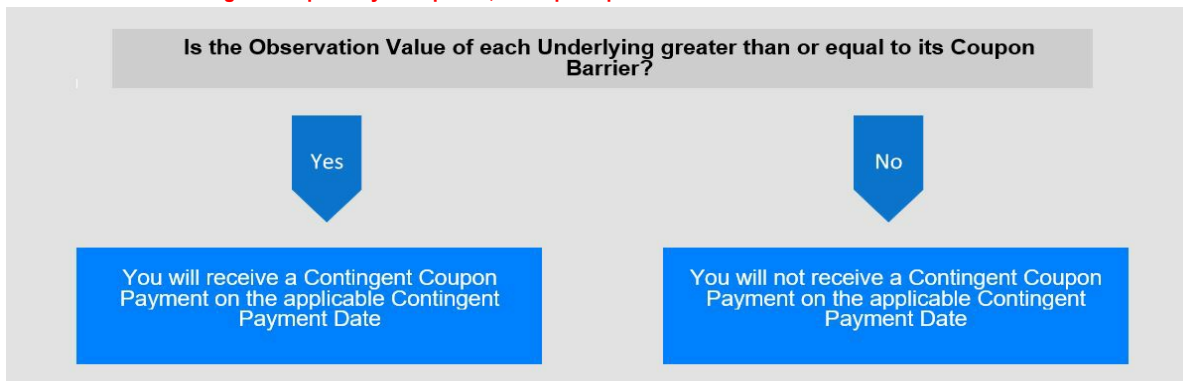 Is the Observation Value of each Underlying greater than or equal to its Coupon
Barrier?
Yes
No
You will receive a Contingent Coupon
Payment on the applicable Contingent
Payment Date
You will not receive a Contingent Coupon
Payment on the applicable Contingent
Payment Date